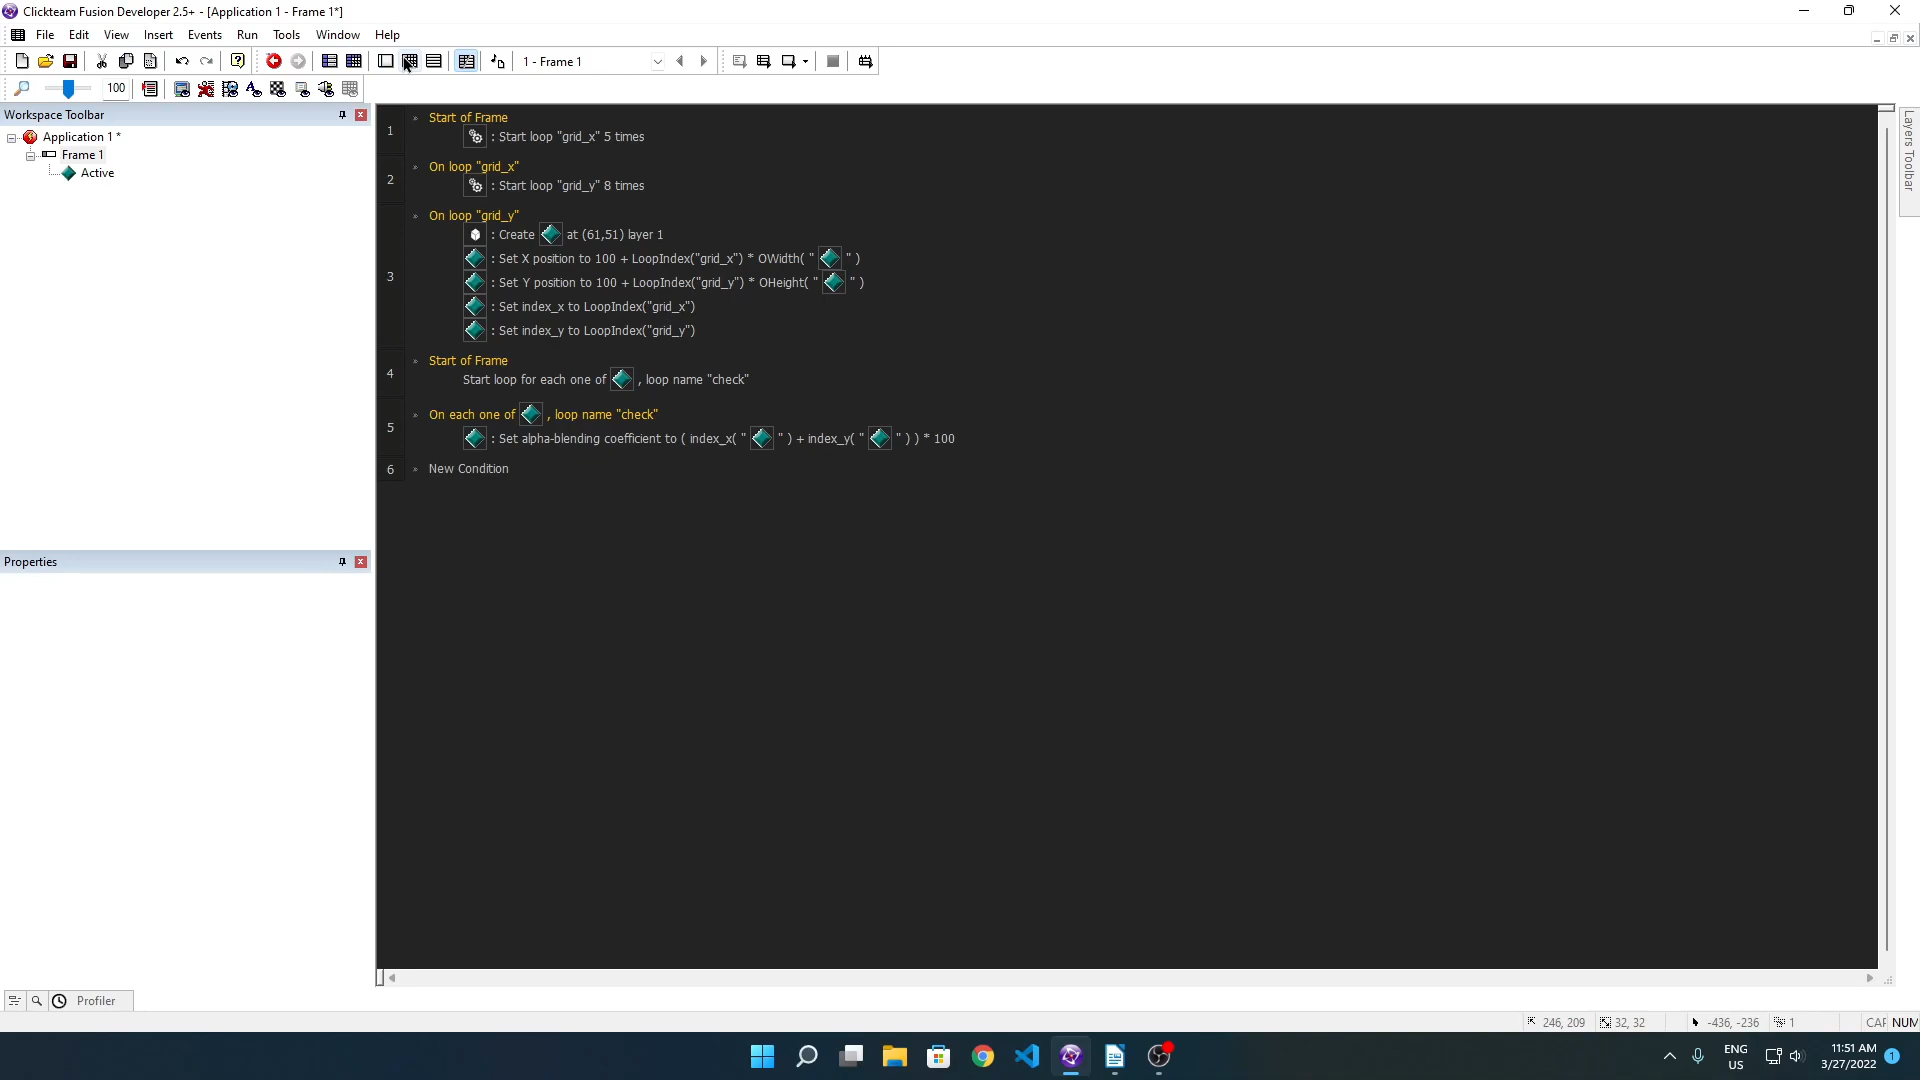 Clickteam Fusion Developer 2.5+ - [Application 1 - Frame 1*]
File Edit View Insert Events Run Tools Window Help
1 - Frame 1
100
Workspace Toolbar
Application 1 *
Frame 1
Active
Properties
Profiler
Layers Toolbar
1 » Start of Frame
: Start loop "grid_x" 5 times
2 » On loop "grid_x"
: Start loop "grid_y" 8 times
3 » On loop "grid_y"
: Create at (61,51) layer 1
: Set X position to 100 + LoopIndex("grid_x") * OWidth( " " )
: Set Y position to 100 + LoopIndex("grid_y") * OHeight( " " )
: Set index_x to LoopIndex("grid_x")
: Set index_y to LoopIndex("grid_y")
4 » Start of Frame
Start loop for each one of , loop name "check"
5 » On each one of , loop name "check"
: Set alpha-blending coefficient to ( index_x( " " ) + index_y( " " ) ) * 100
6 » New Condition
246, 209 32, 32 -436, -236 1 CAP NUM
ENG
US
11:51 AM
3/27/2022
1